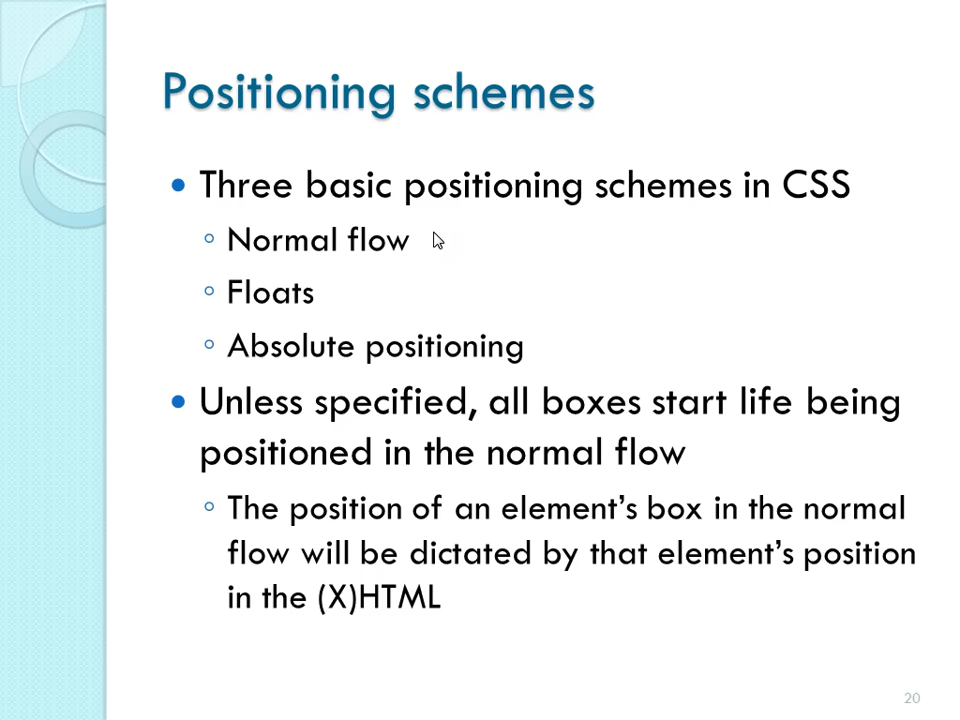 Positioning schemes
Three basic positioning schemes in CSS
Normal flow
Floats
Absolute positioning
Unless specified, all boxes start life being
positioned in the normal flow
The position of an element’s box in the normal
flow will be dictated by that element’s position
in the (X)HTML
20